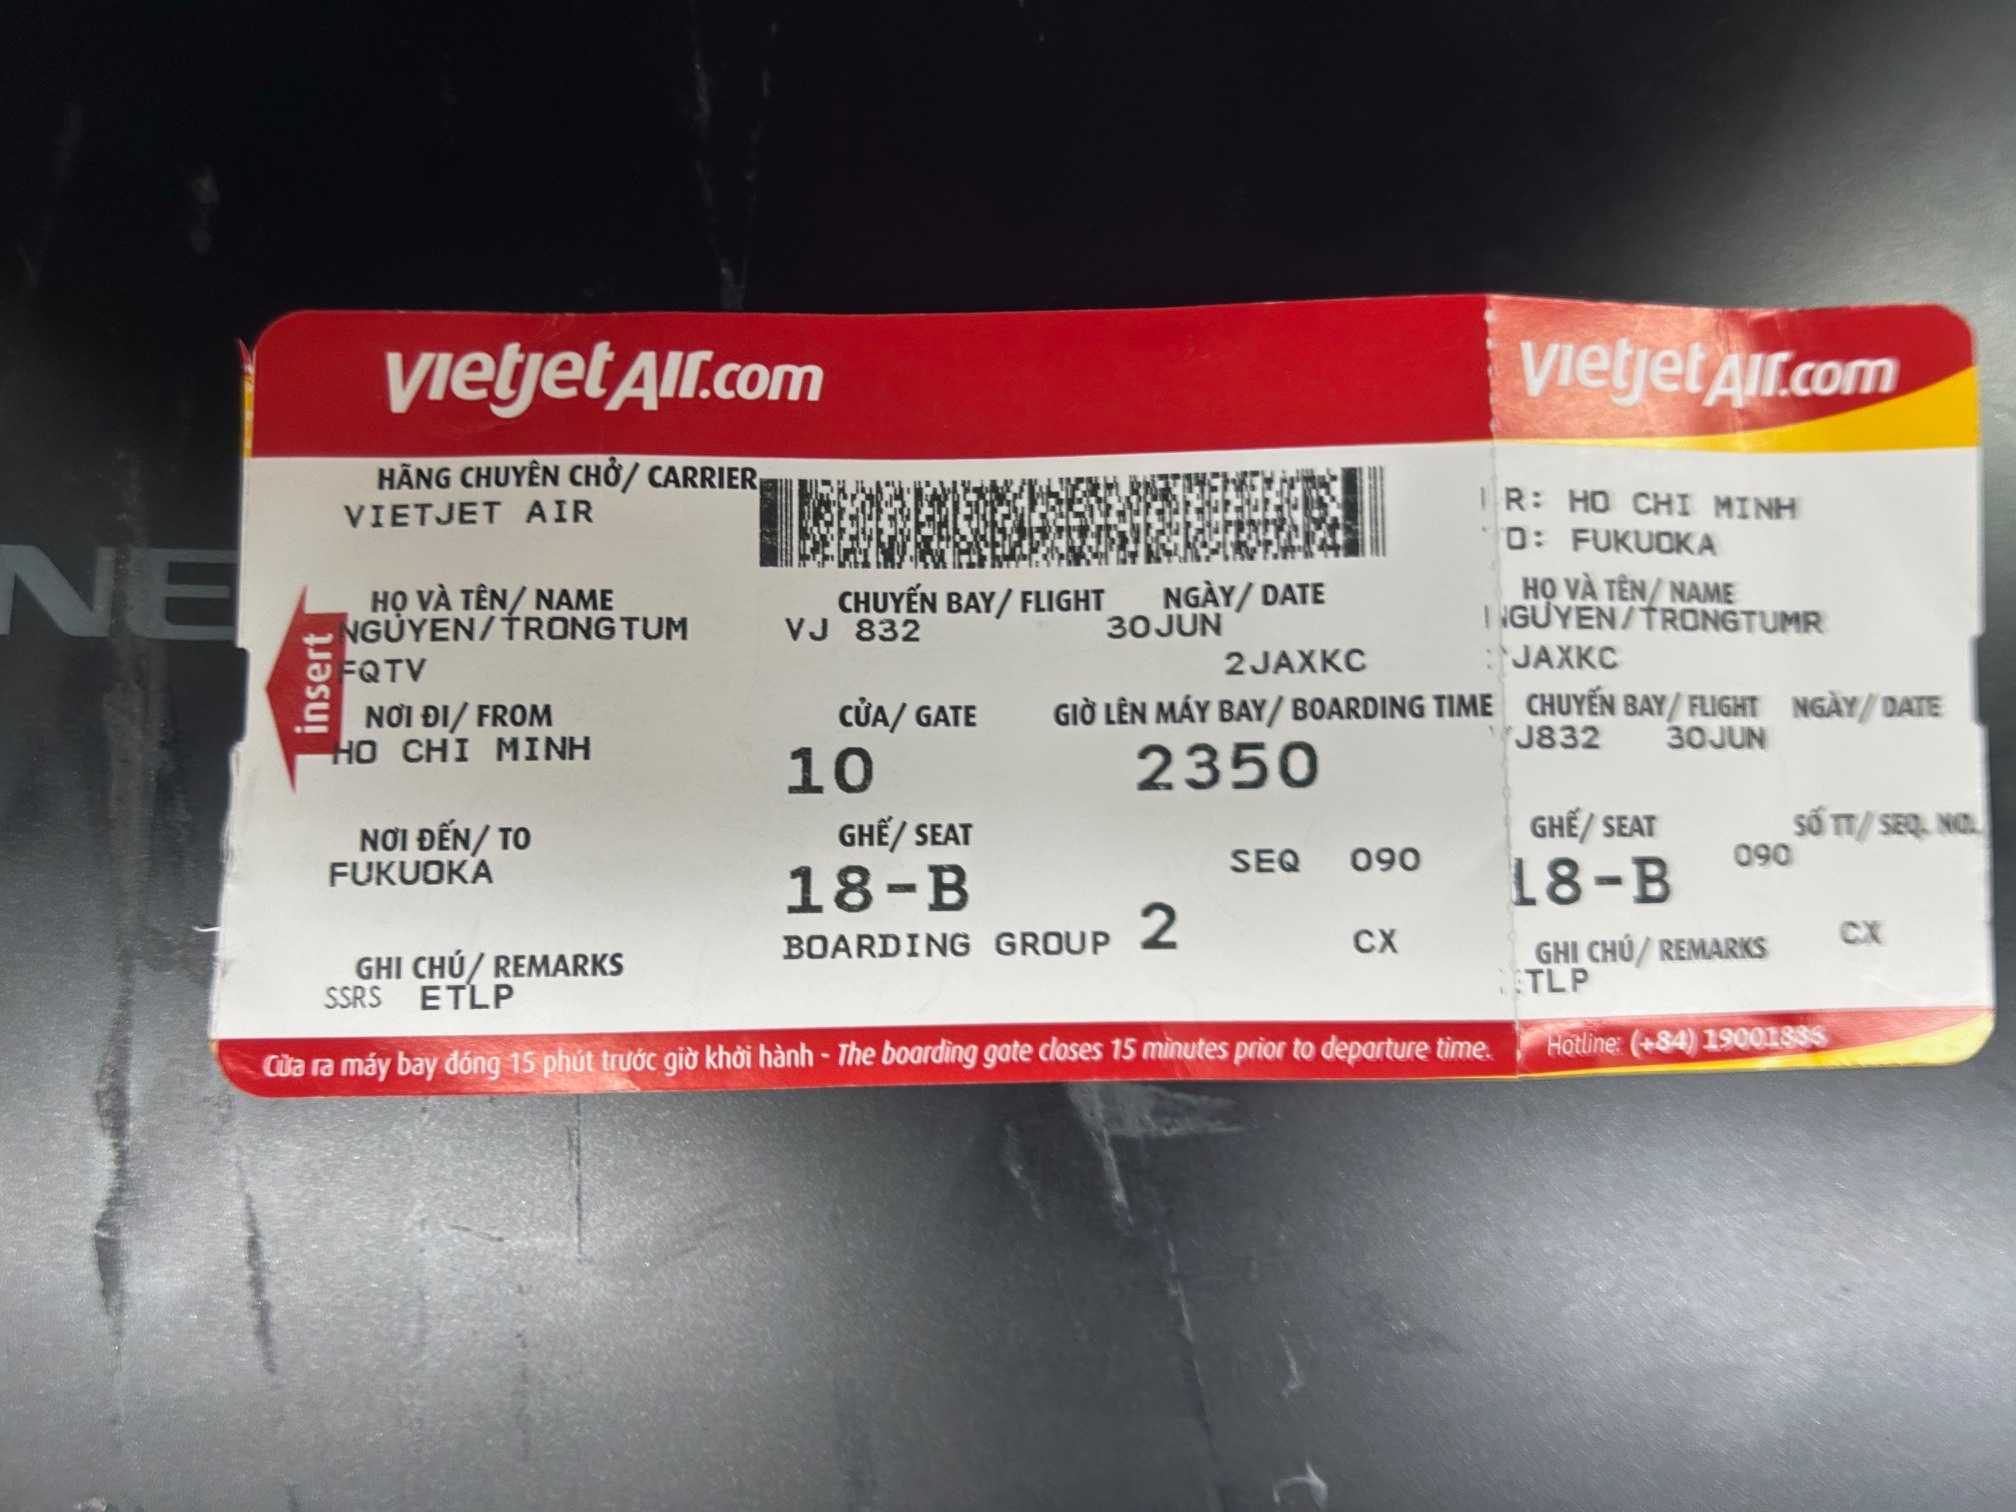 vietjetAir.com
HÃNG CHUYÊN CHỞ/ CARRIER
VIETJET AIR
HỌ VÀ TÊN/ NAME
NGUYEN/TRONGTUM
FQTV
CHUYẾN BAY/ FLIGHT
VJ 832
NGÀY/ DATE
30JUN
2JAXKC
insert
NƠI ĐI/ FROM
HO CHI MINH
CỬA/ GATE
10
GIỜ LÊN MÁY BAY/ BOARDING TIME
2350
NƠI ĐẾN/ TO
FUKUOKA
GHẾ/ SEAT
18-B
SEQ 090
BOARDING GROUP 2
CX
GHI CHÚ/ REMARKS
SSRS ETLP
Cửa ra máy bay đóng 15 phút trước giờ khởi hành - The boarding gate closes 15 minutes prior to departure time.
vietjetAir.com
R: HO CHI MINH
O: FUKUOKA
HỌ VÀ TÊN/ NAME
NGUYEN/TRONGTUMR
JAXKC
CHUYẾN BAY/ FLIGHT NGÀY/ DATE
J832 30JUN
GHẾ/ SEAT SỐ TT/ SEQ. NO.
18-B 090
CX
GHI CHÚ/ REMARKS
TLP
Hotline: (+84) 19001886
NE